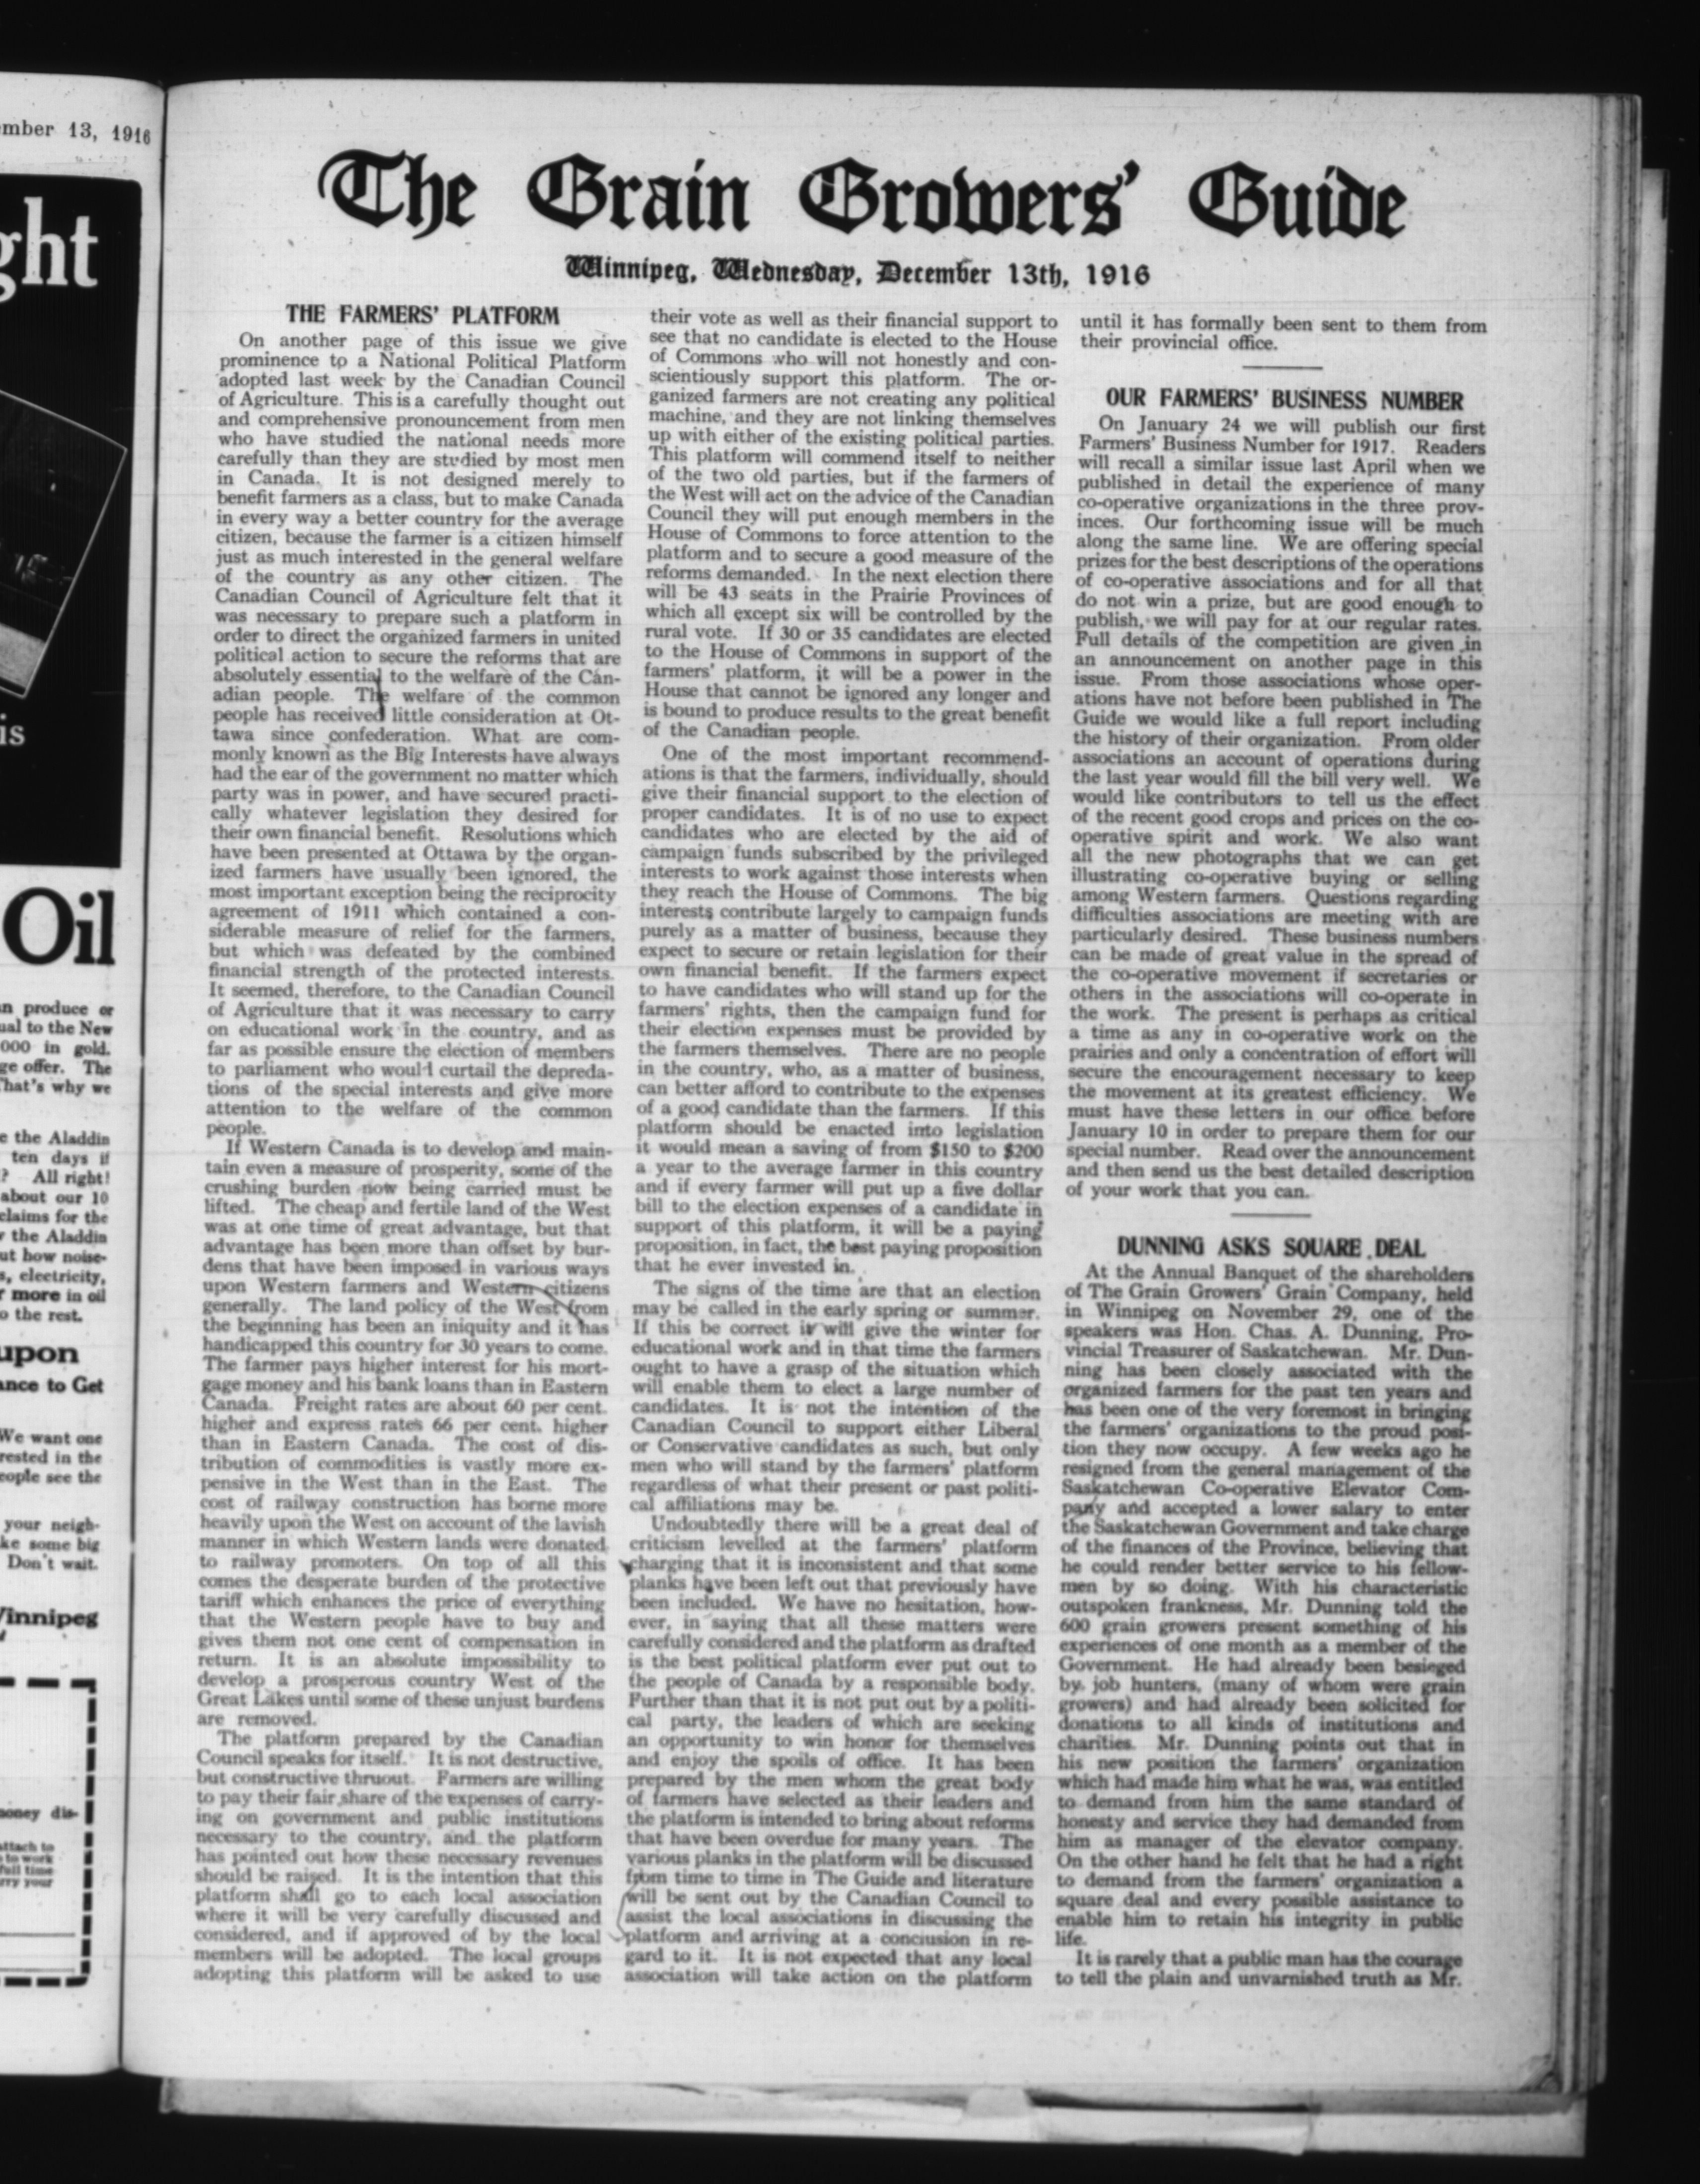 ember 13, 1916
ght
is
Oil
an produce or
ual to the New
000 in gold.
ge offer. The
That's why we
e the Aladdin
ten days if
? All right!
about our 10
claims for the
the Aladdin
ut how noise-
s, electricity,
more in oil
o the rest.
upon
ance to Get
We want one
rested in the
eople see the
your neigh-
ke some big
Don't wait.
Winnipeg
money dis-
attach to
to work
full time
rry your
The Grain Growers' Guide
Winnipeg, Wednesday, December 13th, 1916
THE FARMERS' PLATFORM
On another page of this issue we give
prominence to a National Political Platform
adopted last week by the Canadian Council
of Agriculture. This is a carefully thought out
and comprehensive pronouncement from men
who have studied the national needs more
carefully than they are studied by most men
in Canada. It is not designed merely to
benefit farmers as a class, but to make Canada
in every way a better country for the average
citizen, because the farmer is a citizen himself
just as much interested in the general welfare
of the country as any other citizen. The
Canadian Council of Agriculture felt that it
was necessary to prepare such a platform in
order to direct the organized farmers in united
political action to secure the reforms that are
absolutely essential to the welfare of the Can-
adian people. The welfare of the common
people has received little consideration at Ot-
tawa since confederation. What are com-
monly known as the Big Interests have always
had the ear of the government no matter which
party was in power, and have secured practi-
cally whatever legislation they desired for
their own financial benefit. Resolutions which
have been presented at Ottawa by the organ-
ized farmers have usually been ignored, the
most important exception being the reciprocity
agreement of 1911 which contained a con-
siderable measure of relief for the farmers,
but which was defeated by the combined
financial strength of the protected interests.
It seemed, therefore, to the Canadian Council
of Agriculture that it was necessary to carry
on educational work in the country, and as
far as possible ensure the election of members
to parliament who would curtail the depreda-
tions of the special interests and give more
attention to the welfare of the common
people.
If Western Canada is to develop and main-
tain even a measure of prosperity, some of the
crushing burden now being carried must be
lifted. The cheap and fertile land of the West
was at one time of great advantage, but that
advantage has been more than offset by bur-
dens that have been imposed in various ways
upon Western farmers and Western citizens
generally. The land policy of the West from
the beginning has been an iniquity and it has
handicapped this country for 30 years to come.
The farmer pays higher interest for his mort-
gage money and his bank loans than in Eastern
Canada. Freight rates are about 60 per cent.
higher and express rates 66 per cent. higher
than in Eastern Canada. The cost of dis-
tribution of commodities is vastly more ex-
pensive in the West than in the East. The
cost of railway construction has borne more
heavily upon the West on account of the lavish
manner in which Western lands were donated
to railway promoters. On top of all this
comes the desperate burden of the protective
tariff which enhances the price of everything
that the Western people have to buy and
gives them not one cent of compensation in
return. It is an absolute impossibility to
develop a prosperous country West of the
Great Lakes until some of these unjust burdens
are removed.
The platform prepared by the Canadian
Council speaks for itself. It is not destructive,
but constructive thruout. Farmers are willing
to pay their fair share of the expenses of carry-
ing on government and public institutions
necessary to the country, and the platform
has pointed out how these necessary revenues
should be raised. It is the intention that this
platform shall go to each local association
where it will be very carefully discussed and
considered, and if approved of by the local
members will be adopted. The local groups
adopting this platform will be asked to use
their vote as well as their financial support to
see that no candidate is elected to the House
of Commons who will not honestly and con-
scientiously support this platform. The or-
ganized farmers are not creating any political
machine, and they are not linking themselves
up with either of the existing political parties.
This platform will commend itself to neither
of the two old parties, but if the farmers of
the West will act on the advice of the Canadian
Council they will put enough members in the
House of Commons to force attention to the
platform and to secure a good measure of the
reforms demanded. In the next election there
will be 43 seats in the Prairie Provinces of
which all except six will be controlled by the
rural vote. If 30 or 35 candidates are elected
to the House of Commons in support of the
farmers' platform, it will be a power in the
House that cannot be ignored any longer and
is bound to produce results to the great benefit
of the Canadian people.
One of the most important recommend-
ations is that the farmers, individually, should
give their financial support to the election of
proper candidates. It is of no use to expect
candidates who are elected by the aid of
campaign funds subscribed by the privileged
interests to work against those interests when
they reach the House of Commons. The big
interests contribute largely to campaign funds
purely as a matter of business, because they
expect to secure or retain legislation for their
own financial benefit. If the farmers expect
to have candidates who will stand up for the
farmers' rights, then the campaign fund for
their election expenses must be provided by
the farmers themselves. There are no people
in the country, who, as a matter of business,
can better afford to contribute to the expenses
of a good candidate than the farmers. If this
platform should be enacted into legislation
it would mean a saving of from $150 to $200
a year to the average farmer in this country
and if every farmer will put up a five dollar
bill to the election expenses of a candidate in
support of this platform, it will be a paying
proposition, in fact, the best paying proposition
that he ever invested in.
The signs of the time are that an election
may be called in the early spring or summer.
If this be correct it will give the winter for
educational work and in that time the farmers
ought to have a grasp of the situation which
will enable them to elect a large number of
candidates. It is not the intention of the
Canadian Council to support either Liberal
or Conservative candidates as such, but only
men who will stand by the farmers' platform
regardless of what their present or past politi-
cal affiliations may be.
Undoubtedly there will be a great deal of
criticism levelled at the farmers' platform
charging that it is inconsistent and that some
planks have been left out that previously have
been included. We have no hesitation, how-
ever, in saying that all these matters were
carefully considered and the platform as drafted
is the best political platform ever put out to
the people of Canada by a responsible body.
Further than that it is not put out by a politi-
cal party, the leaders of which are seeking
an opportunity to win honor for themselves
and enjoy the spoils of office. It has been
prepared by the men whom the great body
of farmers have selected as their leaders and
the platform is intended to bring about reforms
that have been overdue for many years. The
various planks in the platform will be discussed
from time to time in The Guide and literature
will be sent out by the Canadian Council to
assist the local associations in discussing the
platform and arriving at a conclusion in re-
gard to it. It is not expected that any local
association will take action on the platform
until it has formally been sent to them from
their provincial office.
OUR FARMERS' BUSINESS NUMBER
On January 24 we will publish our first
Farmers' Business Number for 1917. Readers
will recall a similar issue last April when we
published in detail the experience of many
co-operative organizations in the three prov-
inces. Our forthcoming issue will be much
along the same line. We are offering special
prizes for the best descriptions of the operations
of co-operative associations and for all that
do not win a prize, but are good enough to
publish, we will pay for at our regular rates.
Full details of the competition are given in
an announcement on another page in this
issue. From those associations whose oper-
ations have not before been published in The
Guide we would like a full report including
the history of their organization. From older
associations an account of operations during
the last year would fill the bill very well. We
would like contributors to tell us the effect
of the recent good crops and prices on the co-
operative spirit and work. We also want
all the new photographs that we can get
illustrating co-operative buying or selling
among Western farmers. Questions regarding
difficulties associations are meeting with are
particularly desired. These business numbers
can be made of great value in the spread of
the co-operative movement if secretaries or
others in the associations will co-operate in
the work. The present is perhaps as critical
a time as any in co-operative work on the
prairies and only a concentration of effort will
secure the encouragement necessary to keep
the movement at its greatest efficiency. We
must have these letters in our office before
January 10 in order to prepare them for our
special number. Read over the announcement
and then send us the best detailed description
of your work that you can.
DUNNING ASKS SQUARE DEAL
At the Annual Banquet of the shareholders
of The Grain Growers' Grain Company, held
in Winnipeg on November 29, one of the
speakers was Hon. Chas. A. Dunning, Pro-
vincial Treasurer of Saskatchewan. Mr. Dun-
ning has been closely associated with the
organized farmers for the past ten years and
has been one of the very foremost in bringing
the farmers' organizations to the proud posi-
tion they now occupy. A few weeks ago he
resigned from the general management of the
Saskatchewan Co-operative Elevator Com-
pany and accepted a lower salary to enter
the Saskatchewan Government and take charge
of the finances of the Province, believing that
he could render better service to his fellow-
men by so doing. With his characteristic
outspoken frankness, Mr. Dunning told the
600 grain growers present something of his
experiences of one month as a member of the
Government. He had already been besieged
by job hunters, (many of whom were grain
growers) and had already been solicited for
donations to all kinds of institutions and
charities. Mr. Dunning points out that in
his new position the farmers' organization
which had made him what he was, was entitled
to demand from him the same standard of
honesty and service they had demanded from
him as manager of the elevator company.
On the other hand he felt that he had a right
to demand from the farmers' organization a
square deal and every possible assistance to
enable him to retain his integrity in public
life.
It is rarely that a public man has the courage
to tell the plain and unvarnished truth as Mr.